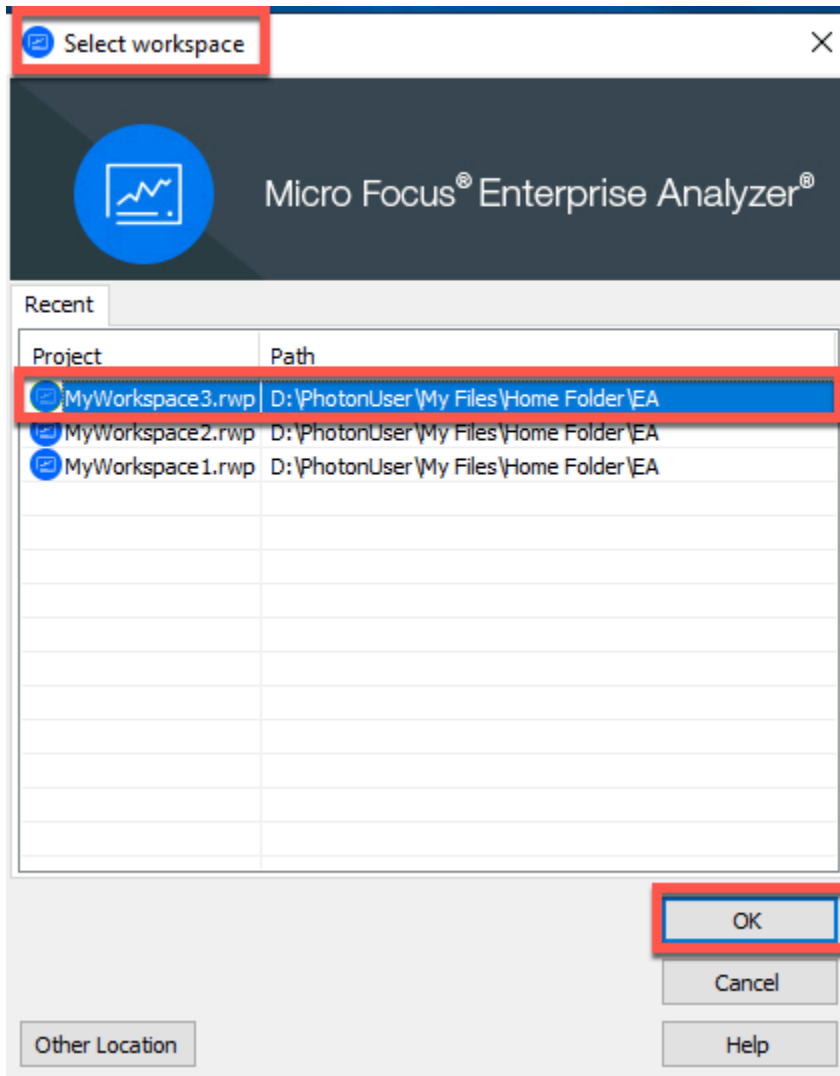 Select workspace
Micro Focus® Enterprise Analyzer®
Recent
Project Path
MyWorkspace3.rwp D:\PhotonUser\My Files\Home Folder\EA
MyWorkspace2.rwp D:\PhotonUser\My Files\Home Folder\EA
MyWorkspace1.rwp D:\PhotonUser\My Files\Home Folder\EA
OK
Cancel
Other Location Help